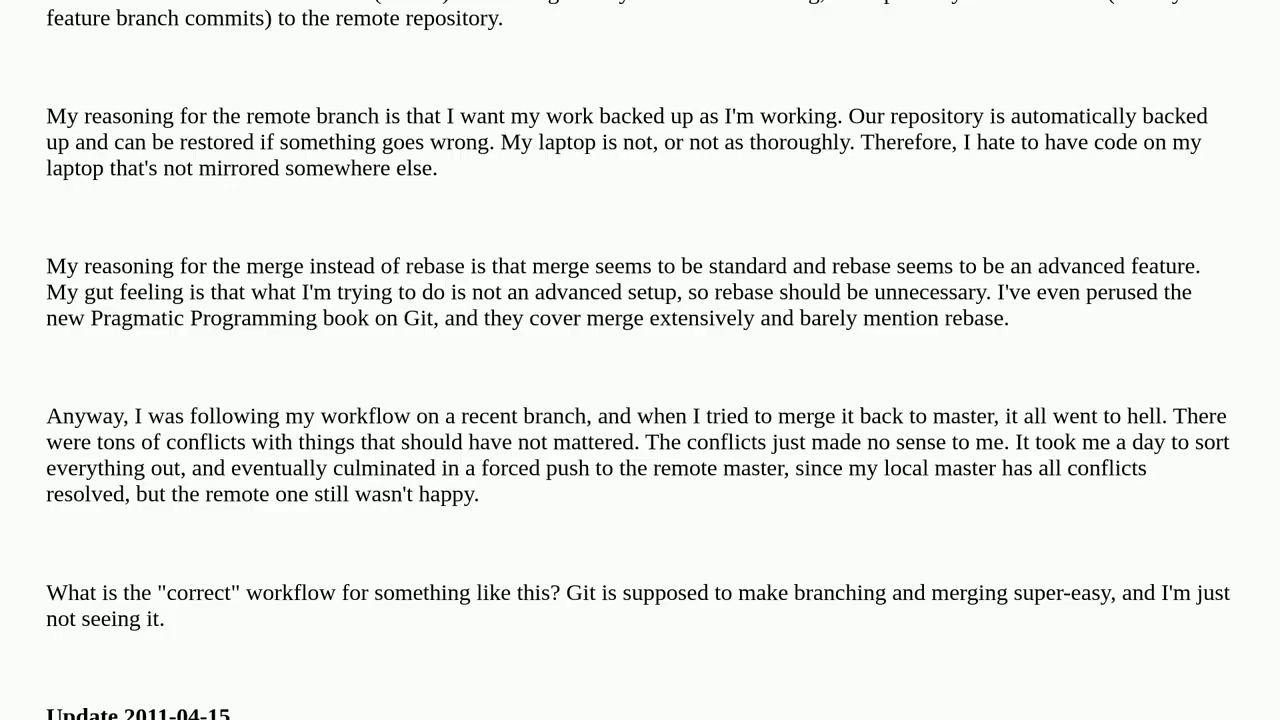 feature branch commits) to the remote repository.
My reasoning for the remote branch is that I want my work backed up as I'm working. Our repository is automatically backed
up and can be restored if something goes wrong. My laptop is not, or not as thoroughly. Therefore, I hate to have code on my
laptop that's not mirrored somewhere else.
My reasoning for the merge instead of rebase is that merge seems to be standard and rebase seems to be an advanced feature.
My gut feeling is that what I'm trying to do is not an advanced setup, so rebase should be unnecessary. I've even perused the
new Pragmatic Programming book on Git, and they cover merge extensively and barely mention rebase.
Anyway, I was following my workflow on a recent branch, and when I tried to merge it back to master, it all went to hell. There
were tons of conflicts with things that should have not mattered. The conflicts just made no sense to me. It took me a day to sort
everything out, and eventually culminated in a forced push to the remote master, since my local master has all conflicts
resolved, but the remote one still wasn't happy.
What is the "correct" workflow for something like this? Git is supposed to make branching and merging super-easy, and I'm just
not seeing it.
Update 2011-04-15